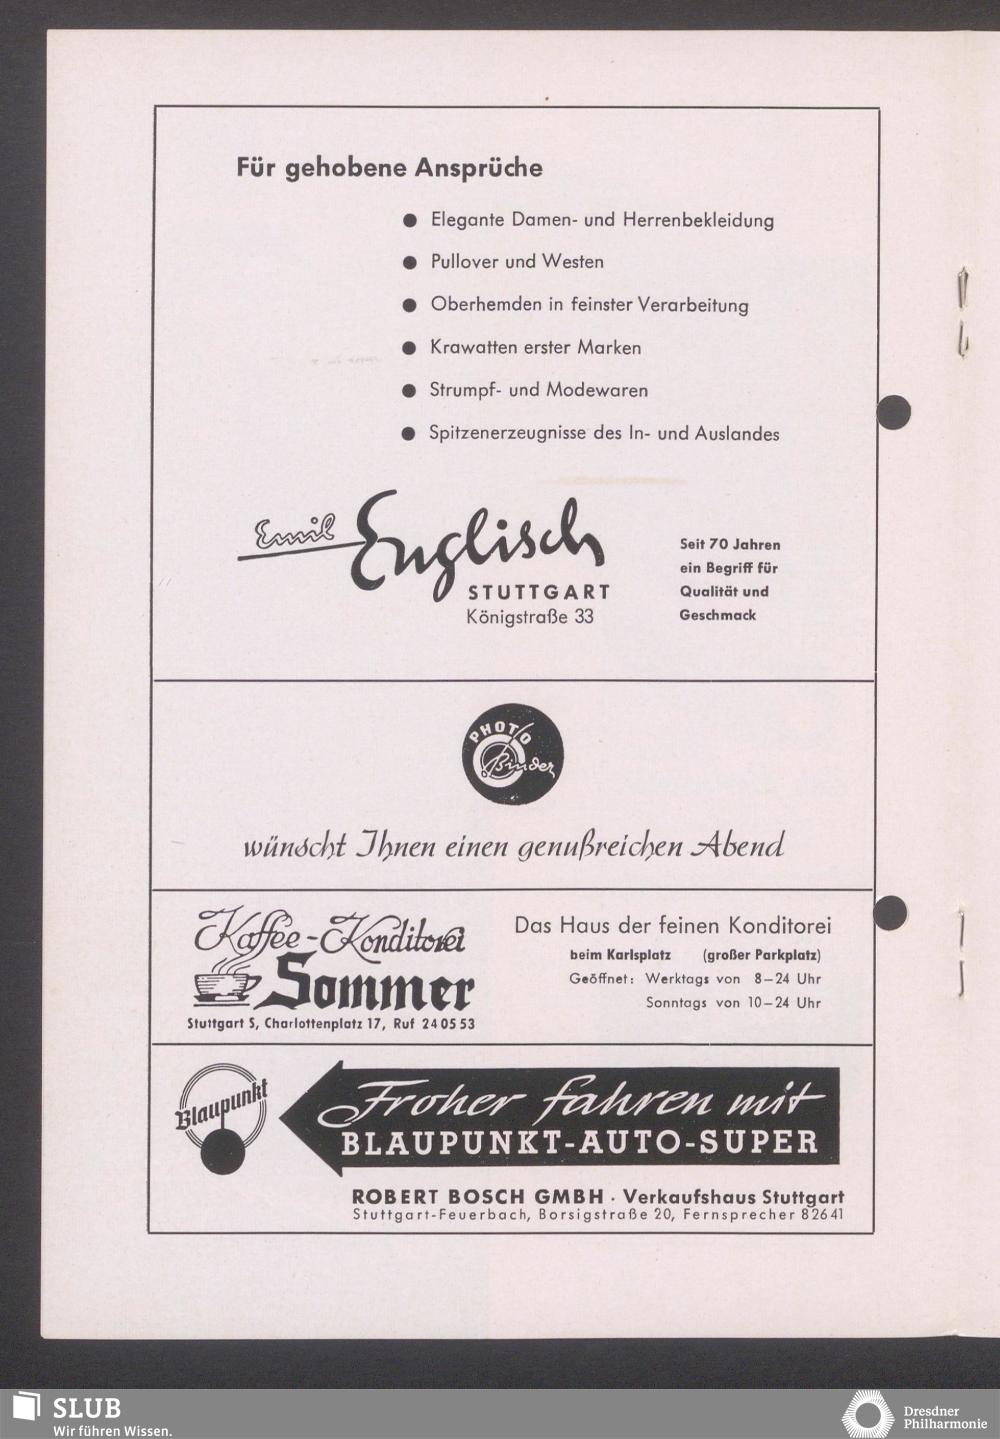 Für gehobene Ansprüche
Elegante Damen- und Herrenbekleidung
Pullover und Westen
Oberhemden in feinster Verarbeitung
Krawatten erster Marken
Strumpf- und Modewaren
Spitzenerzeugnisse des In- und Auslandes
Emil Englisch
STUTTGART
Königstraße 33
Seit 70 Jahren
ein Begriff für
Qualität und
Geschmack
PHOTO
Binder
wünscht Ihnen einen genußreichen Abend
Kaffee-Konditorei
Sommer
Stuttgart S, Charlottenplatz 17, Ruf 24 05 53
Das Haus der feinen Konditorei
beim Karlsplatz (großer Parkplatz)
Geöffnet: Werktags von 8–24 Uhr
Sonntags von 10–24 Uhr
Blaupunkt
Froher fahren mit
BLAUPUNKT-AUTO-SUPER
ROBERT BOSCH GMBH · Verkaufshaus Stuttgart
Stuttgart-Feuerbach, Borsigstraße 20, Fernsprecher 82641
SLUB
Wir führen Wissen.
Dresdner
Philharmonie